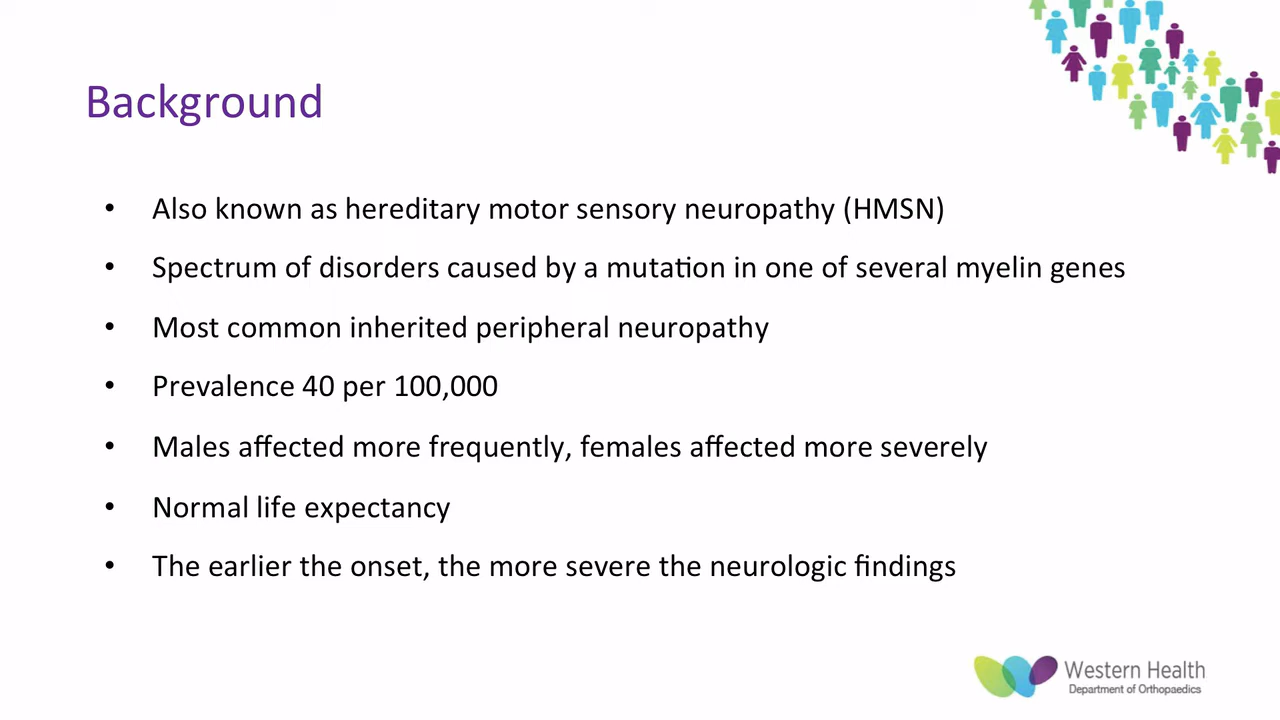 Background
• Also known as hereditary motor sensory neuropathy (HMSN)
• Spectrum of disorders caused by a mutation in one of several myelin genes
• Most common inherited peripheral neuropathy
• Prevalence 40 per 100,000
• Males affected more frequently, females affected more severely
• Normal life expectancy
• The earlier the onset, the more severe the neurologic findings
Western Health
Department of Orthopaedics